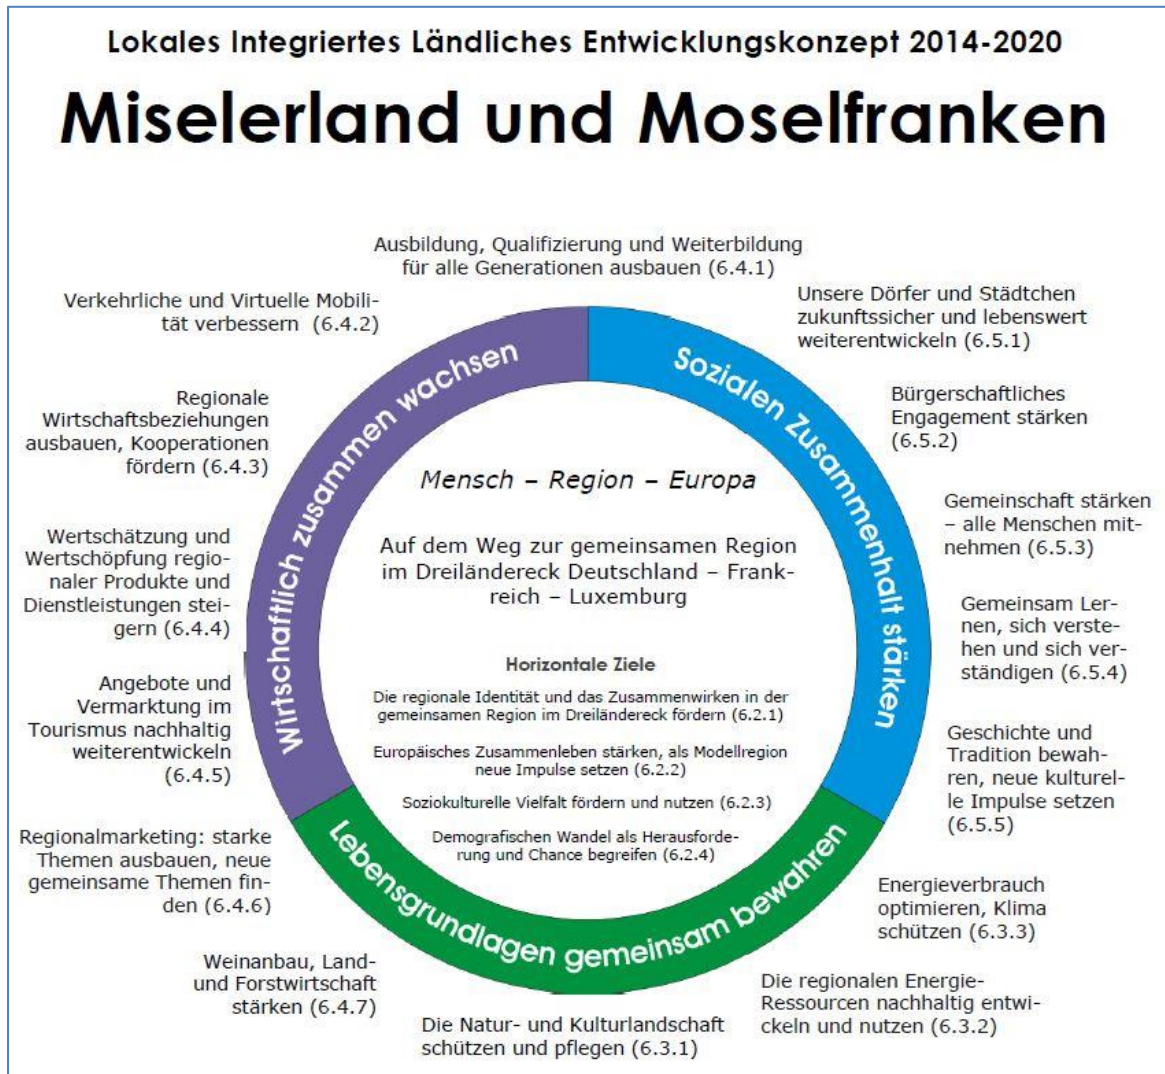 Lokales Integriertes Ländliches Entwicklungskonzept 2014-2020
Miselerland und Moselfranken
Ausbildung, Qualifizierung und Weiterbildung
für alle Generationen ausbauen (6.4.1)
Verkehrliche und Virtuelle Mobili-
tät verbessern (6.4.2)
Regionale
Wirtschaftsbeziehungen
ausbauen, Kooperationen
fördern (6.4.3)
Wertschätzung und
Wertschöpfung regio-
naler Produkte und
Dienstleistungen stei-
gern (6.4.4)
Angebote und
Vermarktung im
Tourismus nachhaltig
weiterentwickeln
(6.4.5)
Regionalmarketing: starke
Themen ausbauen, neue
gemeinsame Themen fin-
den (6.4.6)
Weinanbau, Land-
und Forstwirtschaft
stärken (6.4.7)
Wirtschaftlich zusammen wachsen
Sozialen Zusammenhalt stärken
Lebensgrundlagen gemeinsam bewahren
Mensch – Region – Europa
Auf dem Weg zur gemeinsamen Region
im Dreiländereck Deutschland – Frank-
reich – Luxemburg
Horizontale Ziele
Die regionale Identität und das Zusammenwirken in der
gemeinsamen Region im Dreiländereck fördern (6.2.1)
Europäisches Zusammenleben stärken, als Modellregion
neue Impulse setzen (6.2.2)
Soziokulturelle Vielfalt fördern und nutzen (6.2.3)
Demografischen Wandel als Herausforde-
rung und Chance begreifen (6.2.4)
Unsere Dörfer und Städtchen
zukunftssicher und lebenswert
weiterentwickeln (6.5.1)
Bürgerschaftliches
Engagement stärken
(6.5.2)
Gemeinschaft stärken
– alle Menschen mit-
nehmen (6.5.3)
Gemeinsam Ler-
nen, sich verste-
hen und sich ver-
ständigen (6.5.4)
Geschichte und
Tradition bewah-
ren, neue kulturel-
le Impulse setzen
(6.5.5)
Energieverbrauch
optimieren, Klima
schützen (6.3.3)
Die regionalen Energie-
Ressourcen nachhaltig entwi-
ckeln und nutzen (6.3.2)
Die Natur- und Kulturlandschaft
schützen und pflegen (6.3.1)